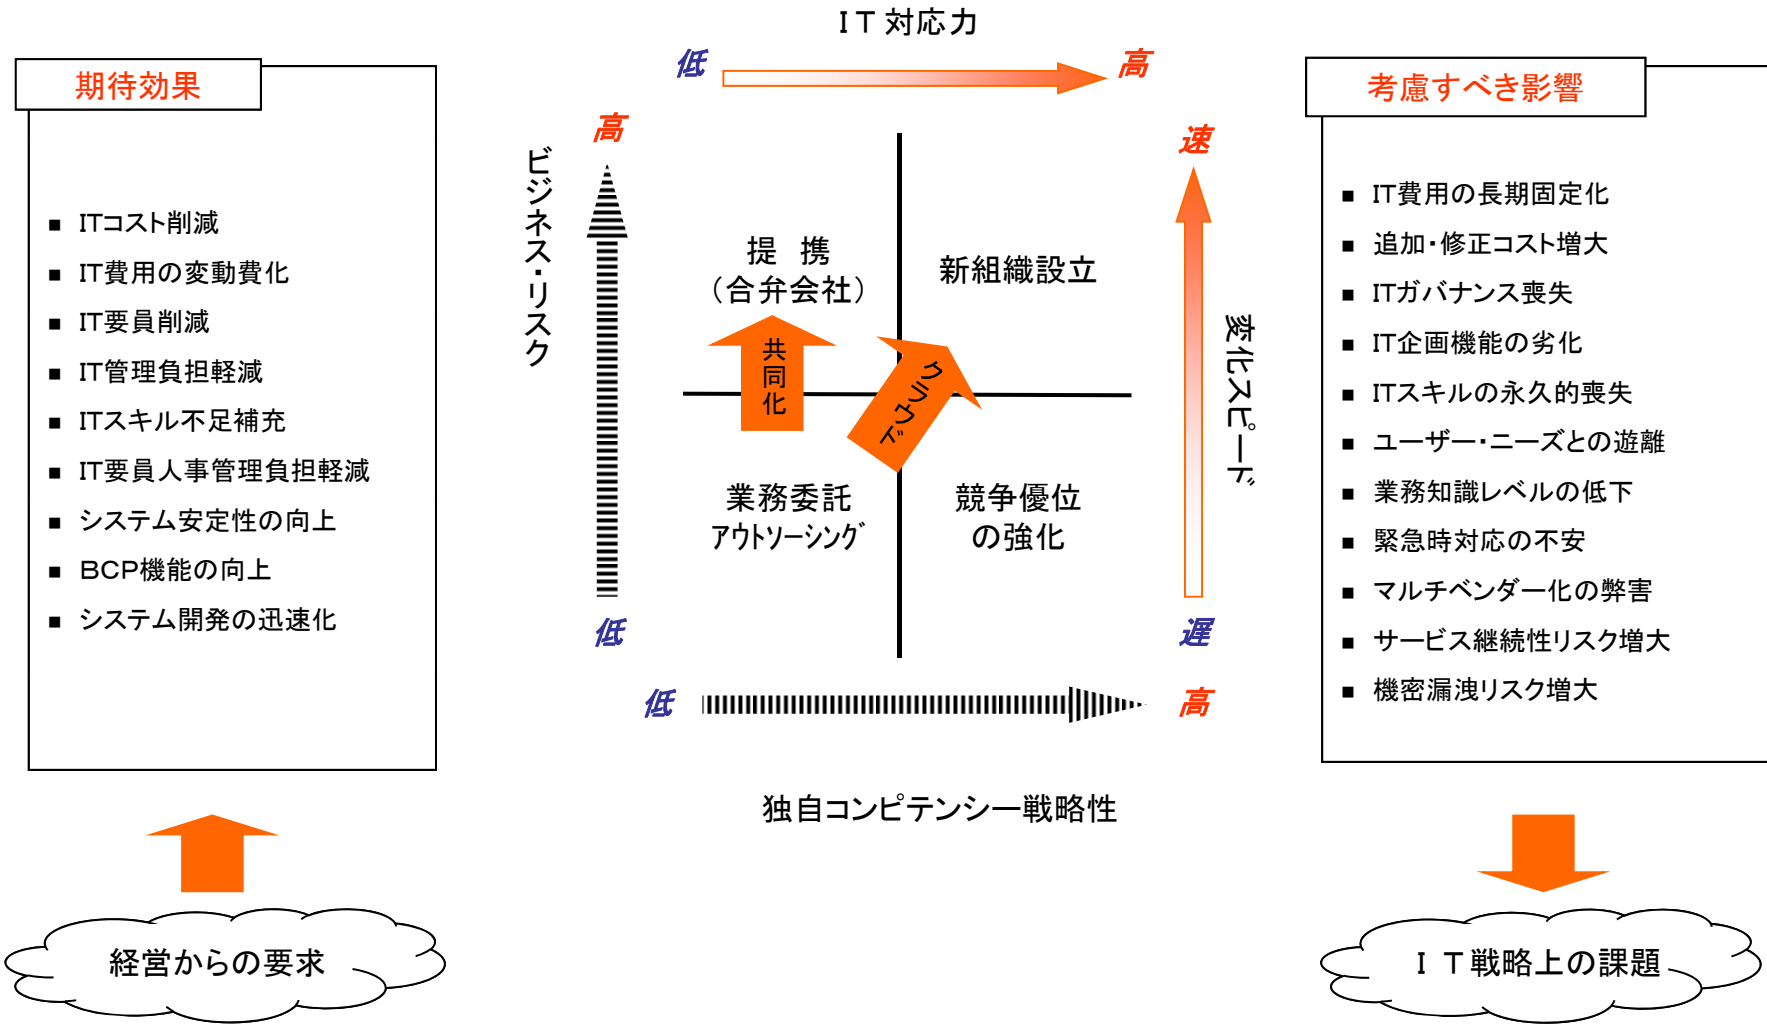 ＩＴ対応力
低
高
期待効果
ITコスト削減
IT費用の変動費化
IT要員削減
IT管理負担軽減
ITスキル不足補充
IT要員人事管理負担軽減
システム安定性の向上
ＢＣＰ機能の向上
システム開発の迅速化
経営からの要求
高
ビジネス・リスク
低
提　携
（合弁会社）
新組織設立
共同化
クラウド
業務委託
アウトソーシング
競争優位
の強化
速
変化スピード
遅
低
高
独自コンピテンシー戦略性
考慮すべき影響
IT費用の長期固定化
追加・修正コスト増大
ITガバナンス喪失
IT企画機能の劣化
ITスキルの永久的喪失
ユーザー・ニーズとの遊離
業務知識レベルの低下
緊急時対応の不安
マルチベンダー化の弊害
サービス継続性リスク増大
機密漏洩リスク増大
ＩＴ戦略上の課題